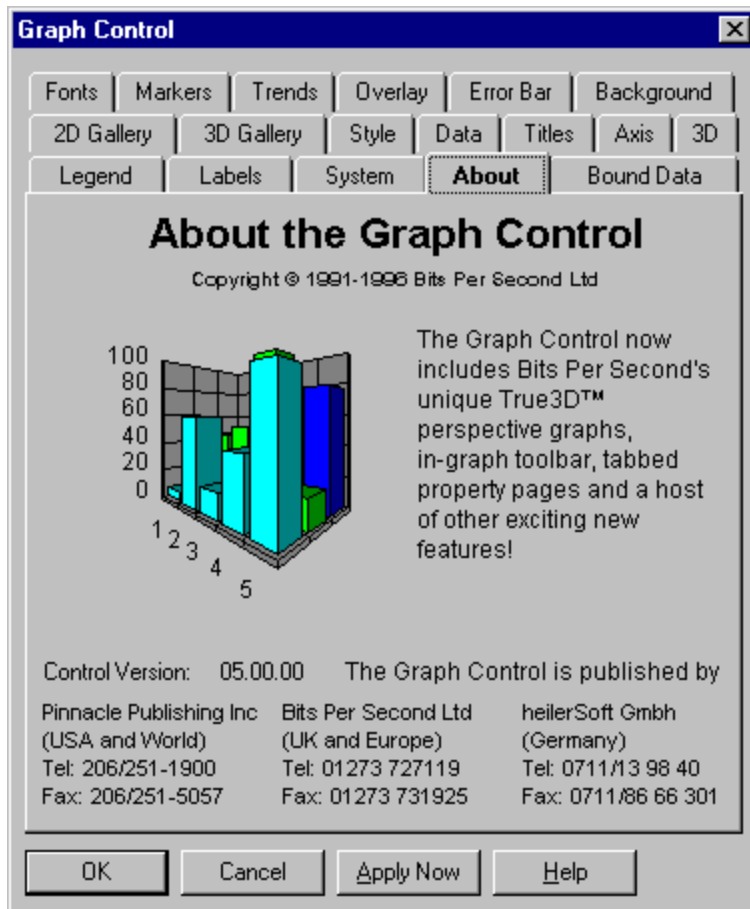 Graph Control
Fonts Markers Trends Overlay Error Bar Background
2D Gallery 3D Gallery Style Data Titles Axis 3D
Legend Labels System About Bound Data
About the Graph Control
Copyright © 1991-1996 Bits Per Second Ltd
100
80
60
40
20
0
1
2
3
4
5
The Graph Control now
includes Bits Per Second's
unique True3D™
perspective graphs,
in-graph toolbar, tabbed
property pages and a host
of other exciting new
features!
Control Version: 05.00.00 The Graph Control is published by
Pinnacle Publishing Inc
(USA and World)
Tel: 206/251-1900
Fax: 206/251-5057
Bits Per Second Ltd
(UK and Europe)
Tel: 01273 727119
Fax: 01273 731925
heilerSoft Gmbh
(Germany)
Tel: 0711/13 98 40
Fax: 0711/86 66 301
OK Cancel Apply Now Help